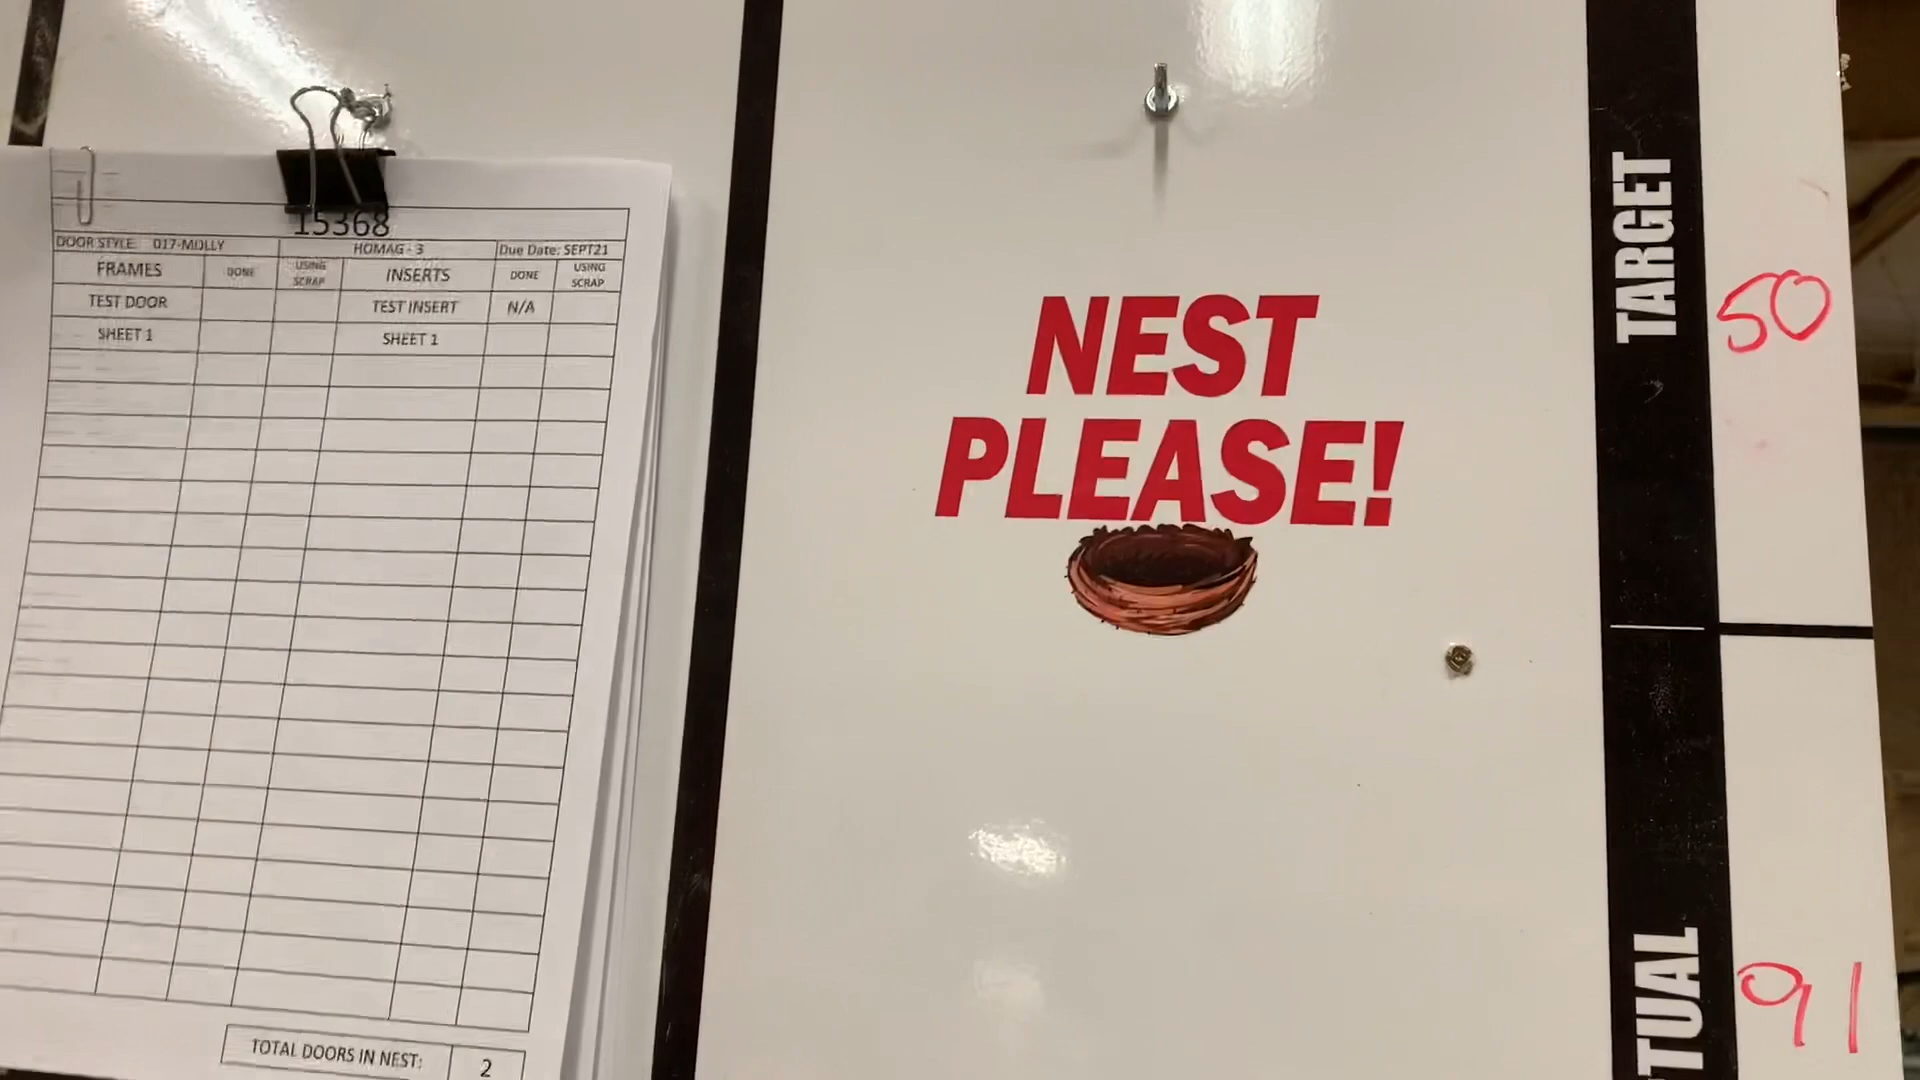 15368
DOOR STYLE: 017-MOLLY HOMAG - 3 Due Date: SEPT21
FRAMES DONE USING SCRAP INSERTS DONE USING SCRAP
TEST DOOR TEST INSERT N/A
SHEET 1 SHEET 1
TOTAL DOORS IN NEST: 2
NEST
PLEASE!
TARGET
50
TUAL
91